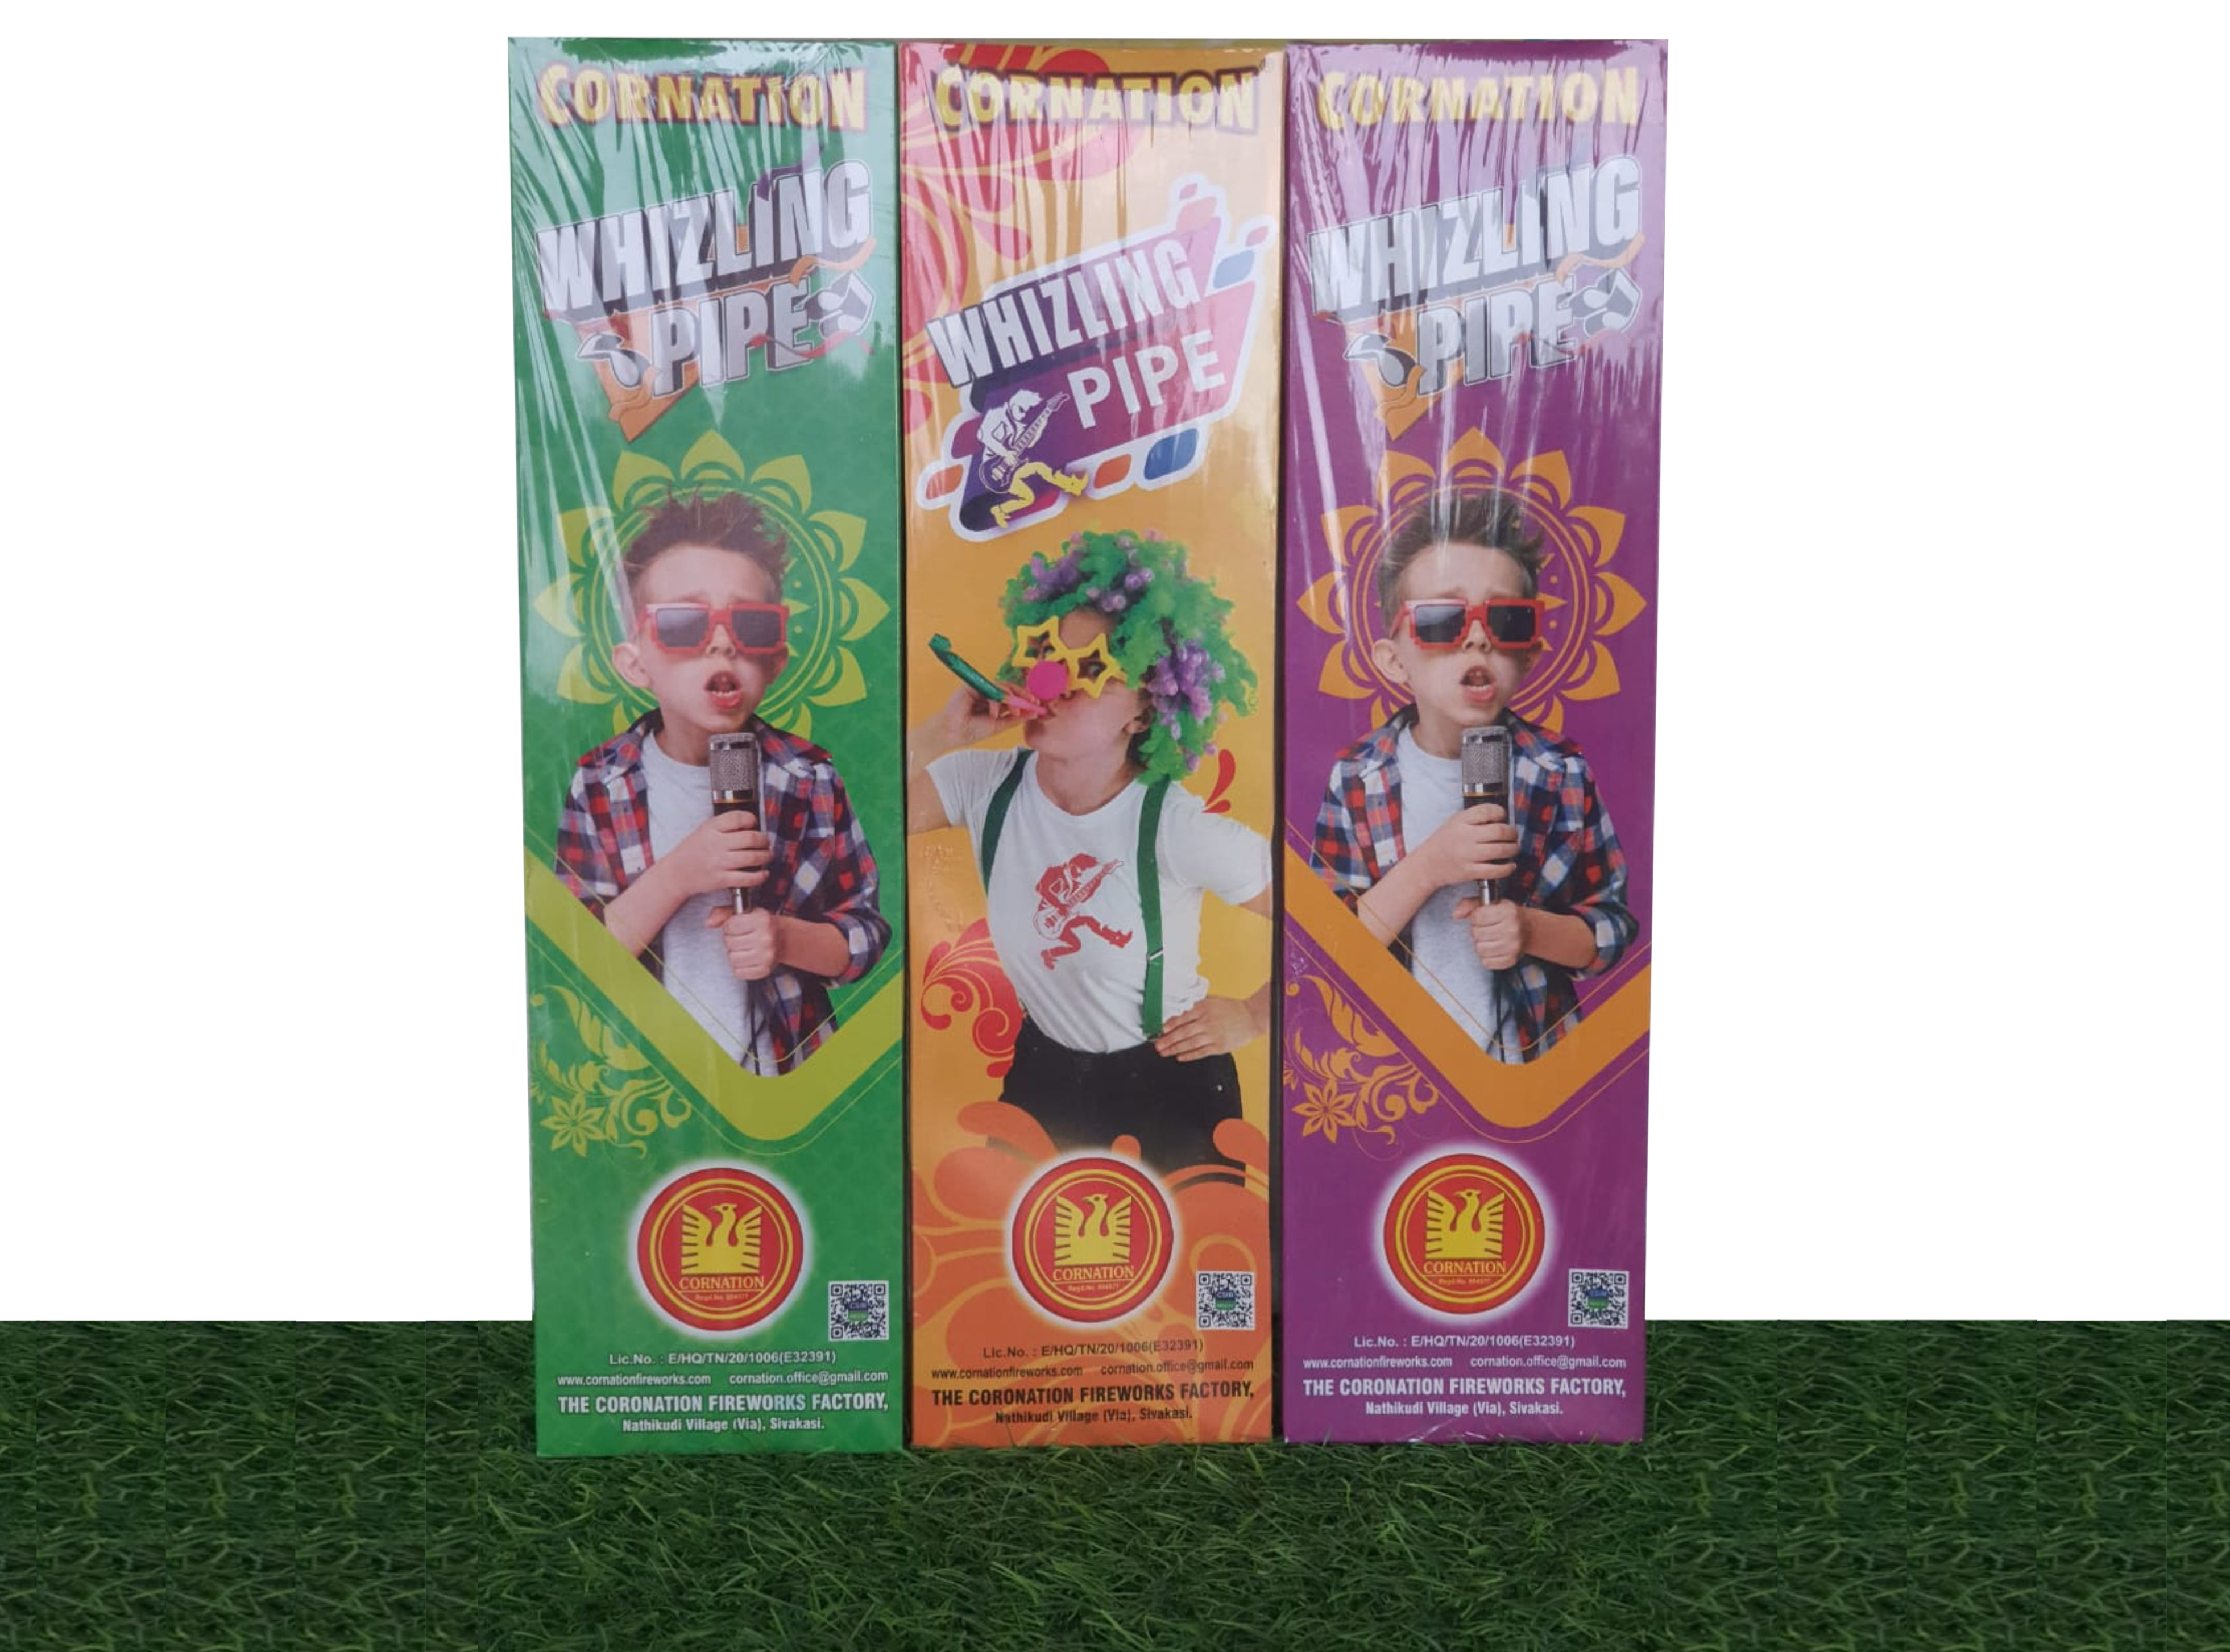 CORNATION
WHIZLING
PIPE
CORNATION
Lic.No. : E/HQ/TN/20/1006(E32391)
www.cornationfireworks.com cornation.office@gmail.com
THE CORONATION FIREWORKS FACTORY,
Nathikudi Village (Via), Sivakasi.
CORNATION
WHIZLING
PIPE
CORNATION
Lic.No. : E/HQ/TN/20/1006(E32391)
www.cornationfireworks.com cornation.office@gmail.com
THE CORONATION FIREWORKS FACTORY,
Nathikudi Village (Via), Sivakasi.
CORNATION
WHIZLING
PIPE
CORNATION
Lic.No. : E/HQ/TN/20/1006(E32391)
www.cornationfireworks.com cornation.office@gmail.com
THE CORONATION FIREWORKS FACTORY,
Nathikudi Village (Via), Sivakasi.